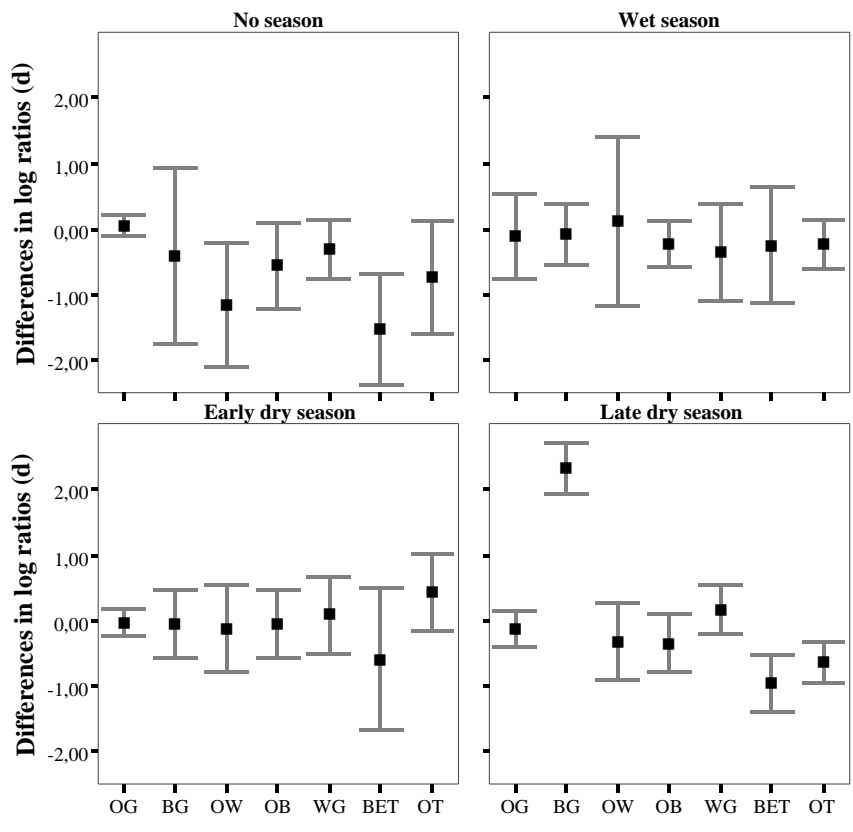 No season
Wet season
Differences in log ratios (d)
2,00
1,00
0,00
-1,00
-2,00
Early dry season
Late dry season
Differences in log ratios (d)
2,00
1,00
0,00
-1,00
-2,00
OG BG OW OB WG BET OT
OG BG OW OB WG BET OT